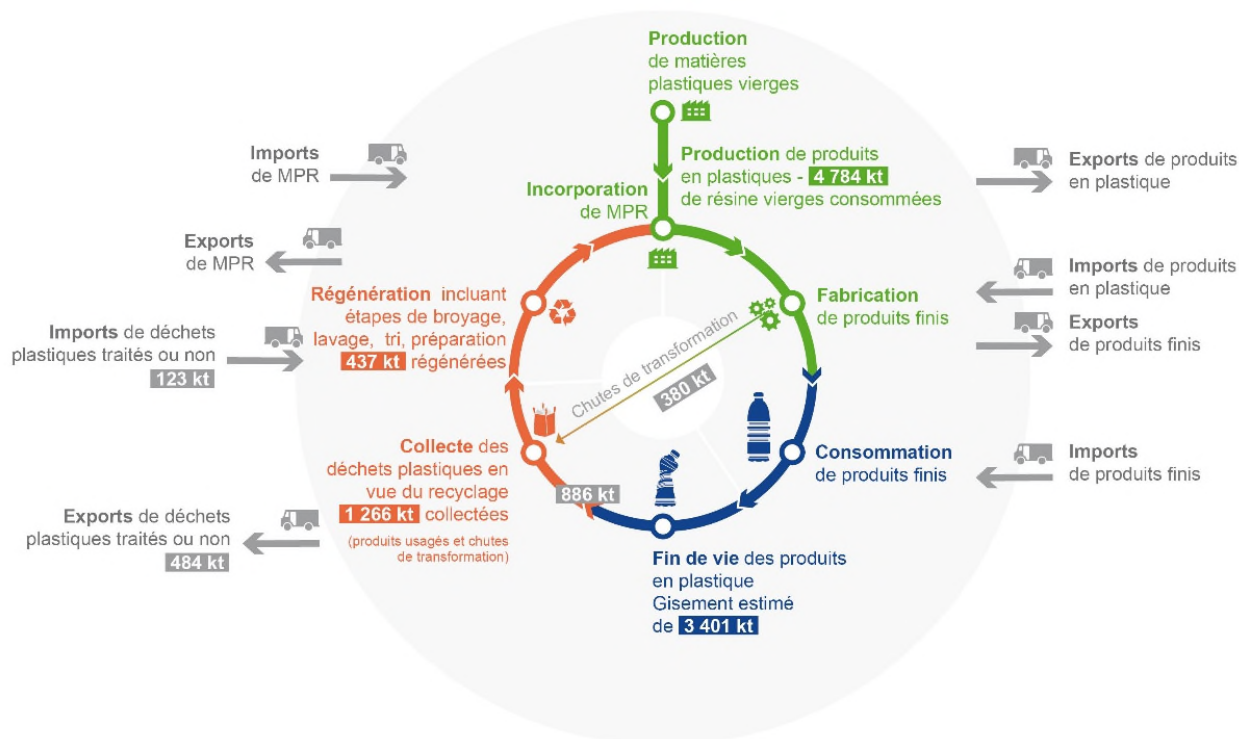 Production
de matières
plastiques vierges
Production de produits
en plastiques - 4 784 kt
de résine vierges consommées
Incorporation
de MPR
Imports
de MPR
Exports
de MPR
Régénération incluant
étapes de broyage,
lavage, tri, préparation
437 kt régénérées
Imports de déchets
plastiques traités ou non
123 kt
Chutes de transformation
380 kt
Collecte des
déchets plastiques en
vue du recyclage
1 266 kt collectées
(produits usagés et chutes
de transformation)
886 kt
Exports de déchets
plastiques traités ou non
484 kt
Fin de vie des produits
en plastique
Gisement estimé
de 3 401 kt
Exports de produits
en plastique
Imports de produits
en plastique
Fabrication
de produits finis
Exports
de produits finis
Consommation
de produits finis
Imports
de produits finis